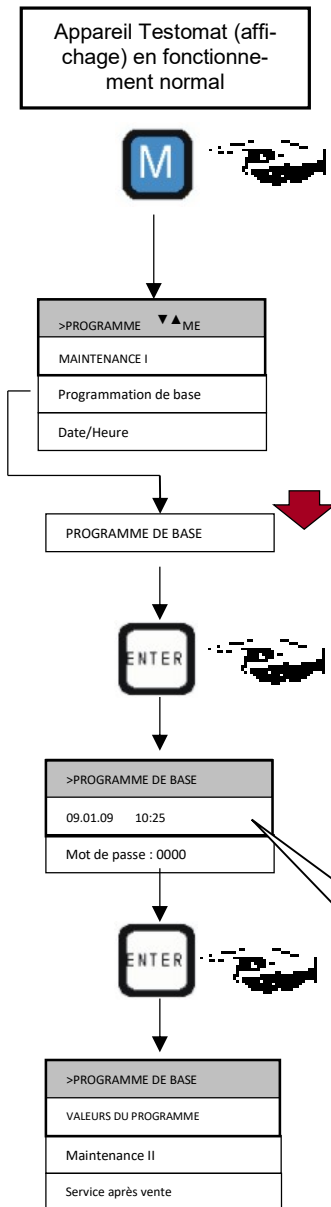 Appareil Testomat (affi-
chage) en fonctionne-
ment normal
M
>PROGRAMME ▼▲ME
MAINTENANCE I
Programmation de base
Date/Heure
PROGRAMME DE BASE
ENTER
>PROGRAMME DE BASE
09.01.09 10:25
Mot de passe : 0000
ENTER
>PROGRAMME DE BASE
VALEURS DU PROGRAMME
Maintenance II
Service après vente